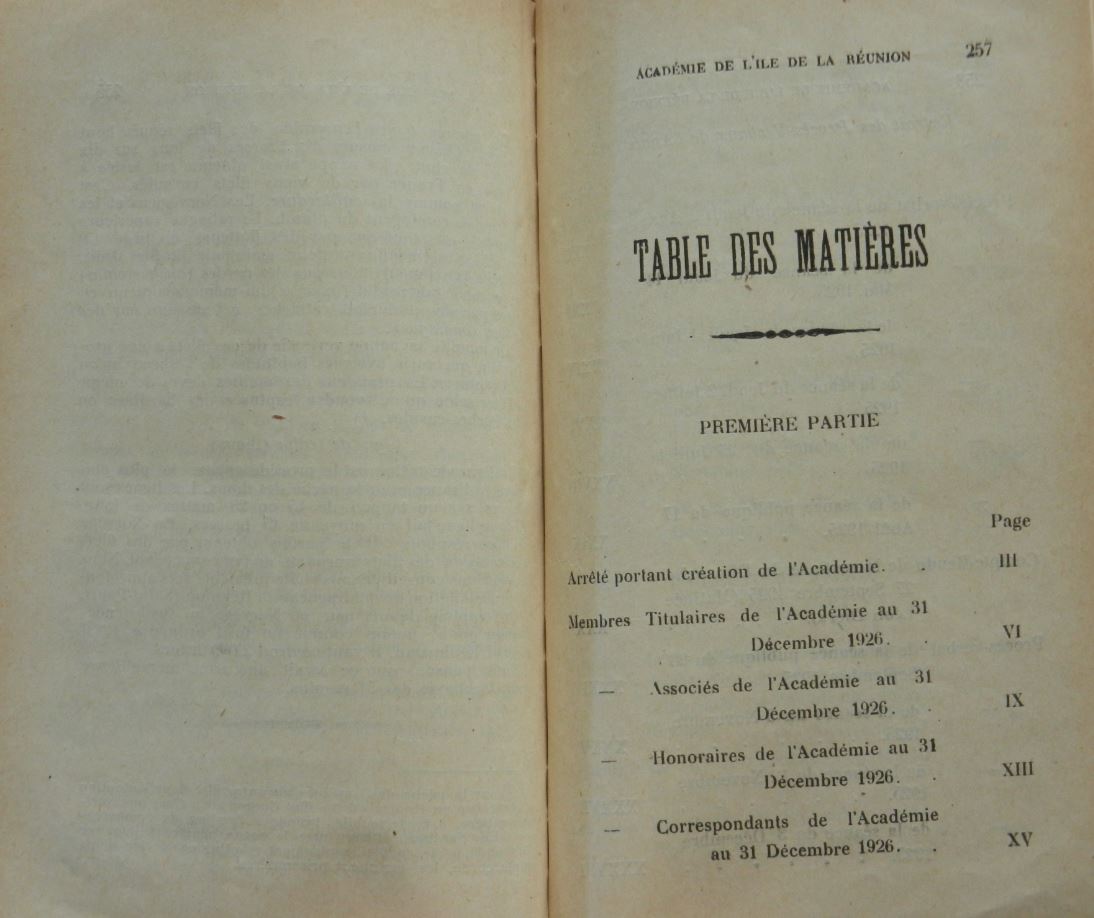 ACADÉMIE DE L'ILE DE LA RÉUNION 257
TABLE DES MATIÈRES
PREMIÈRE PARTIE
Page
Arrêté portant création de l'Académie. . III
Membres Titulaires de l'Académie au 31
Décembre 1926. . VI
— Associés de l'Académie au 31
Décembre 1926. . IX
— Honoraires de l'Académie au 31
Décembre 1926. . XIII
— Correspondants de l'Académie
au 31 Décembre 1926. . XV